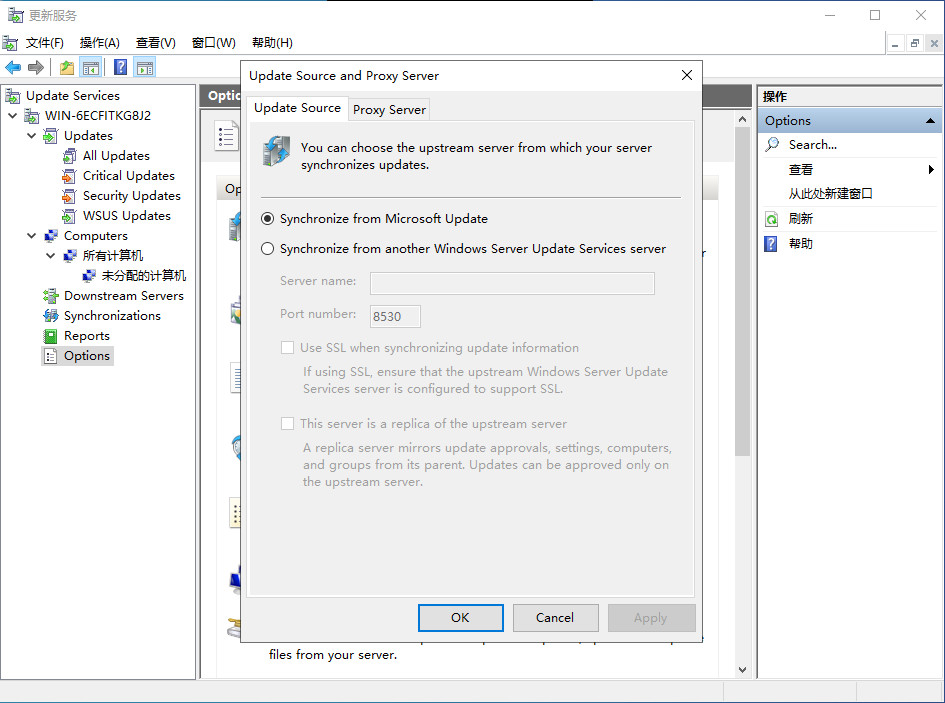 更新服务
文件(F) 操作(A) 查看(V) 窗口(W) 帮助(H)
Update Services
WIN-6ECFITKG8J2
Updates
All Updates
Critical Updates
Security Updates
WSUS Updates
Computers
所有计算机
未分配的计算机
Downstream Servers
Synchronizations
Reports
Options
Update Source and Proxy Server
Update Source Proxy Server
You can choose the upstream server from which your server
synchronizes updates.
Synchronize from Microsoft Update
Synchronize from another Windows Server Update Services server
Server name:
Port number: 8530
Use SSL when synchronizing update information
If using SSL, ensure that the upstream Windows Server Update
Services server is configured to support SSL.
This server is a replica of the upstream server
A replica server mirrors update approvals, settings, computers,
and groups from its parent. Updates can be approved only on
the upstream server.
OK Cancel Apply
files from your server.
操作
Options
Search...
查看
从此处新建窗口
刷新
帮助